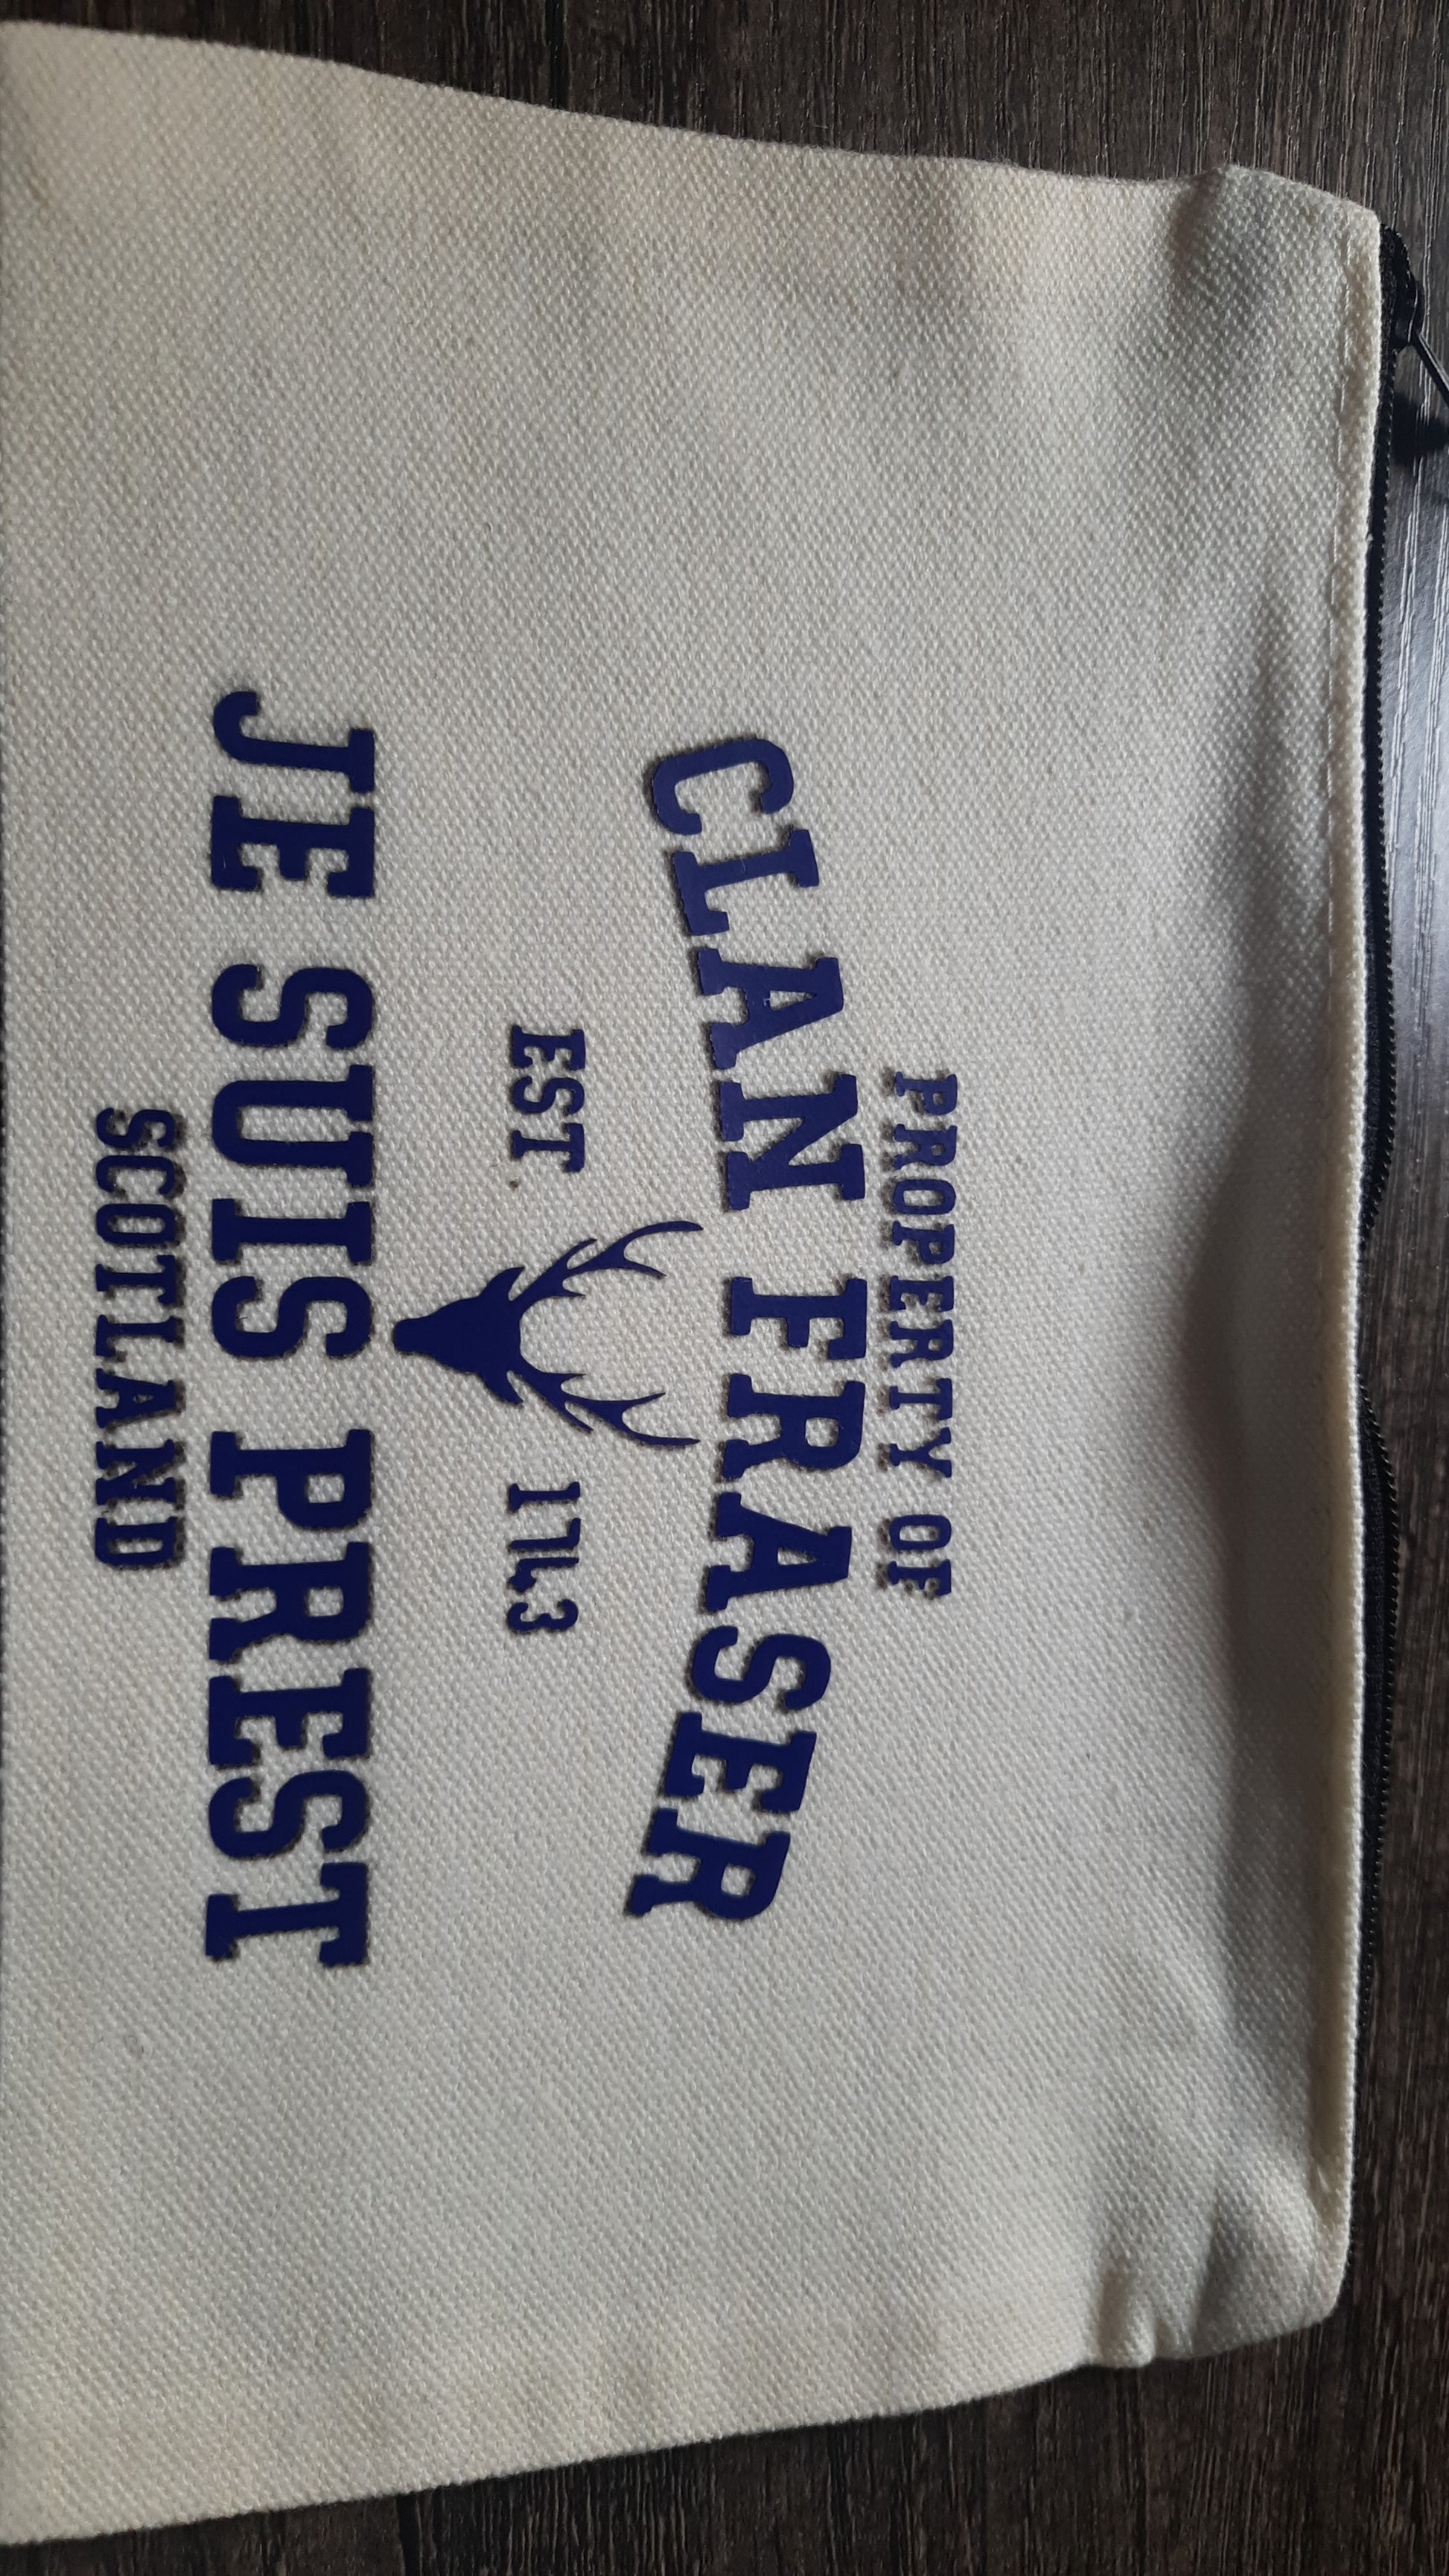 PROPERTY OF
CLAN FRASER
EST 1743
JE SUIS PREST
SCOTLAND